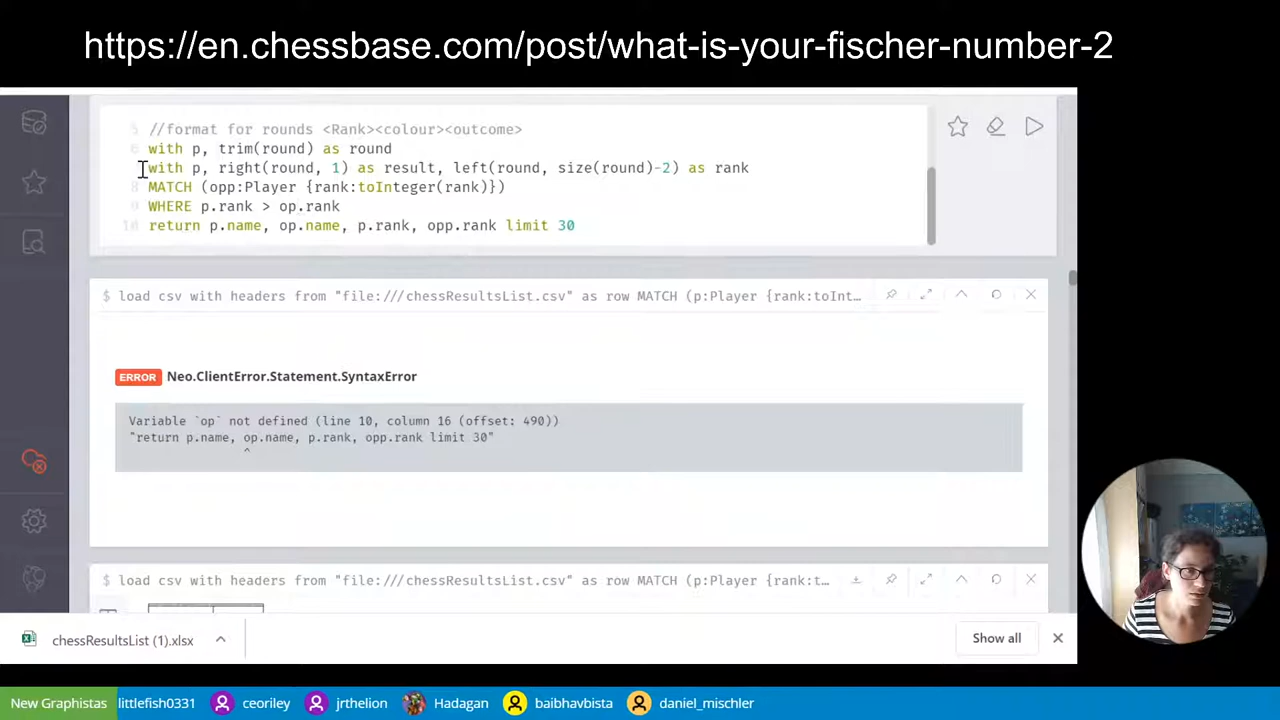 https://en.chessbase.com/post/what-is-your-fischer-number-2
5 //format for rounds <Rank><colour><outcome>
6 with p, trim(round) as round
with p, right(round, 1) as result, left(round, size(round)-2) as rank
8 MATCH (opp:Player {rank:toInteger(rank)})
9 WHERE p.rank > op.rank
10 return p.name, op.name, p.rank, opp.rank limit 30
$ load csv with headers from "file:///chessResultsList.csv" as row MATCH (p:Player {rank:toInt…
ERROR Neo.ClientError.Statement.SyntaxError
Variable `op` not defined (line 10, column 16 (offset: 490))
"return p.name, op.name, p.rank, opp.rank limit 30"
^
$ load csv with headers from "file:///chessResultsList.csv" as row MATCH (p:Player {rank:t…
chessResultsList (1).xlsx
Show all
New Graphistas littlefish0331 ceoriley jrthelion Hadagan baibhavbista daniel_mischler